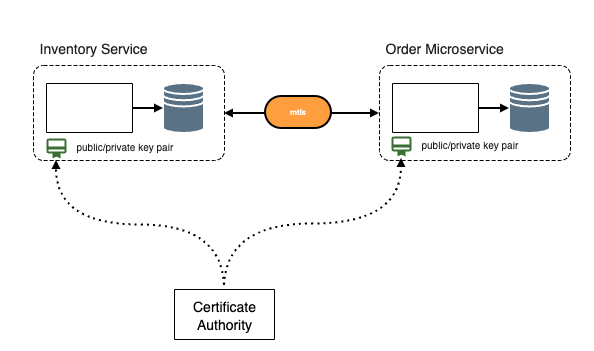 Inventory Service
Order Microservice
mtls
public/private key pair
public/private key pair
Certificate
Authority